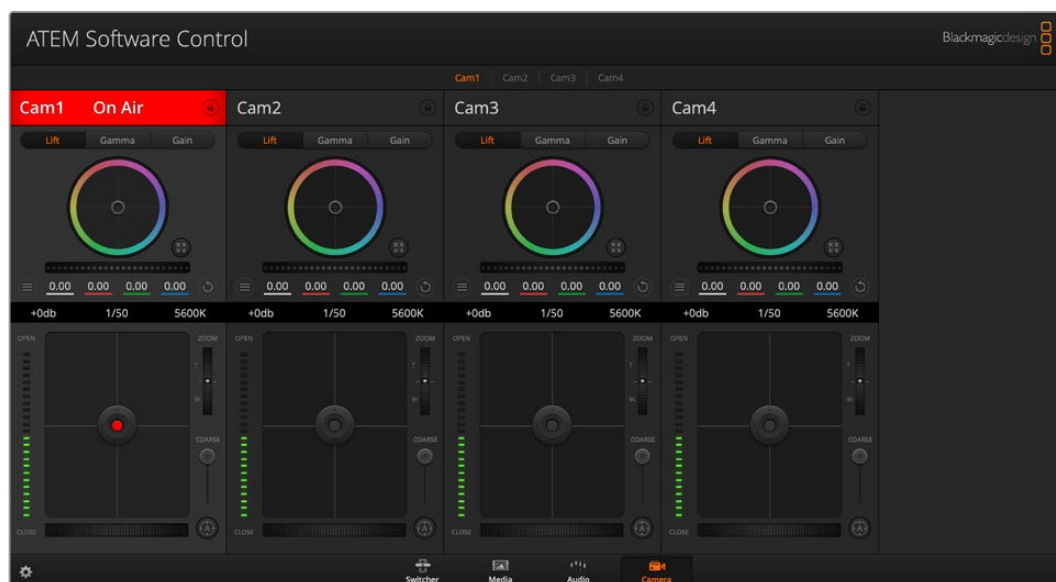 ATEM Software Control
Blackmagicdesign
Cam1 Cam2 Cam3 Cam4
Cam1 On Air Cam2 Cam3 Cam4
Lift Gamma Gain Lift Gamma Gain Lift Gamma Gain Lift Gamma Gain
0.00 0.00 0.00 0.00 0.00 0.00 0.00 0.00 0.00 0.00 0.00 0.00 0.00 0.00 0.00 0.00
+0db 1/50 5600K +0db 1/50 5600K +0db 1/50 5600K +0db 1/50 5600K
OPEN ZOOM OPEN ZOOM OPEN ZOOM OPEN ZOOM
T T T T
W W W W
COARSE COARSE COARSE COARSE
CLOSE A CLOSE A CLOSE A CLOSE A
Switcher Media Audio Camera